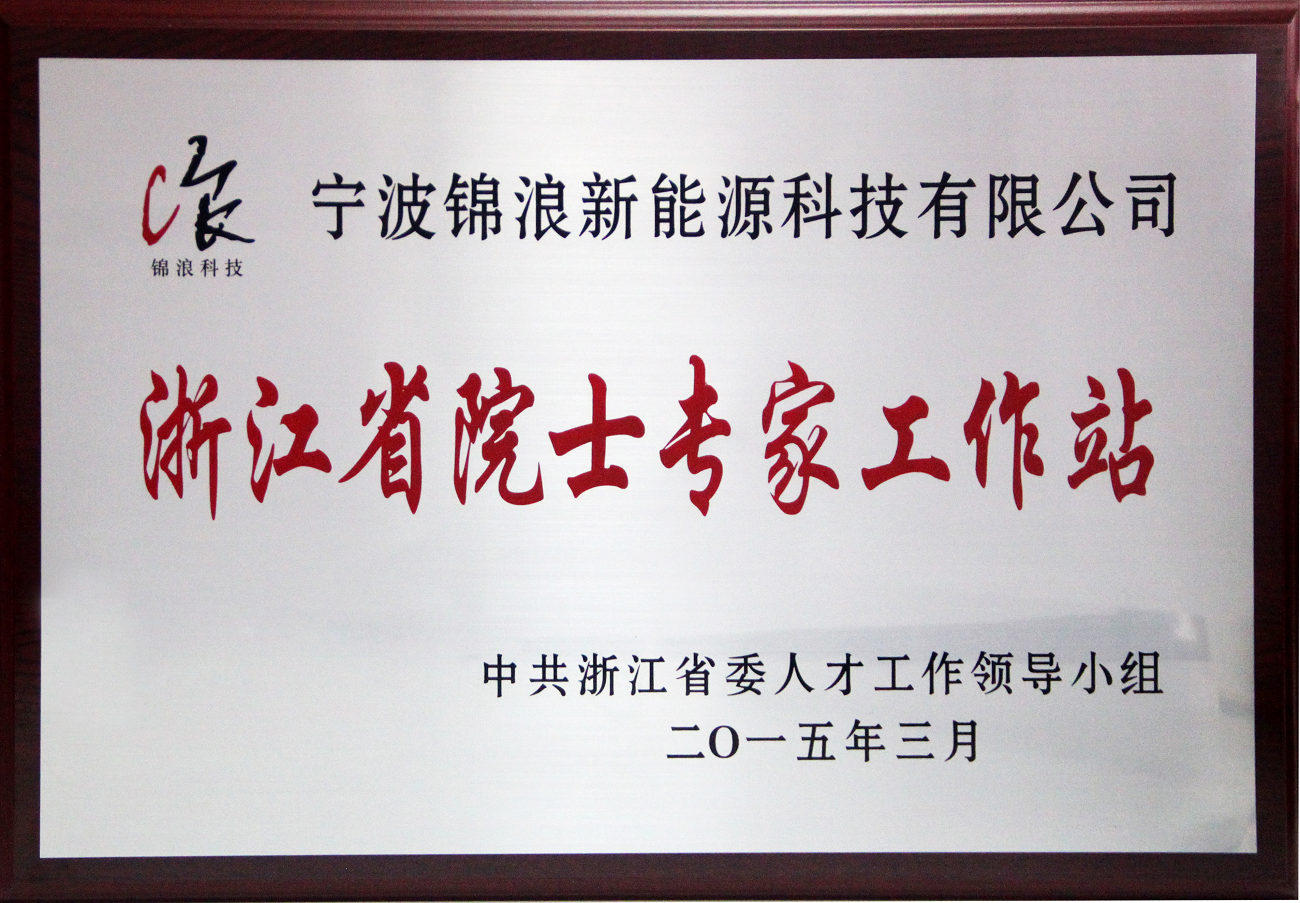 宁波锦浪新能源科技有限公司
锦浪科技
浙江省院士专家工作站
中共浙江省委人才工作领导小组
二〇一五年三月